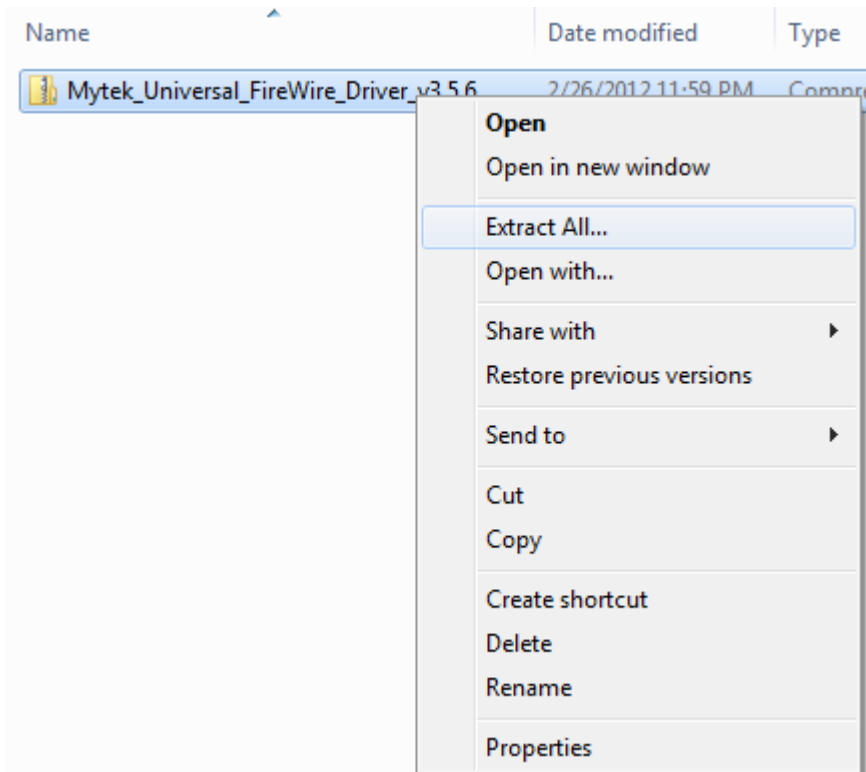 Name Date modified Type
Mytek_Universal_FireWire_Driver_v3.5.6 2/26/2012 11:59 PM
Open
Open in new window
Extract All...
Open with...
Share with
Restore previous versions
Send to
Cut
Copy
Create shortcut
Delete
Rename
Properties